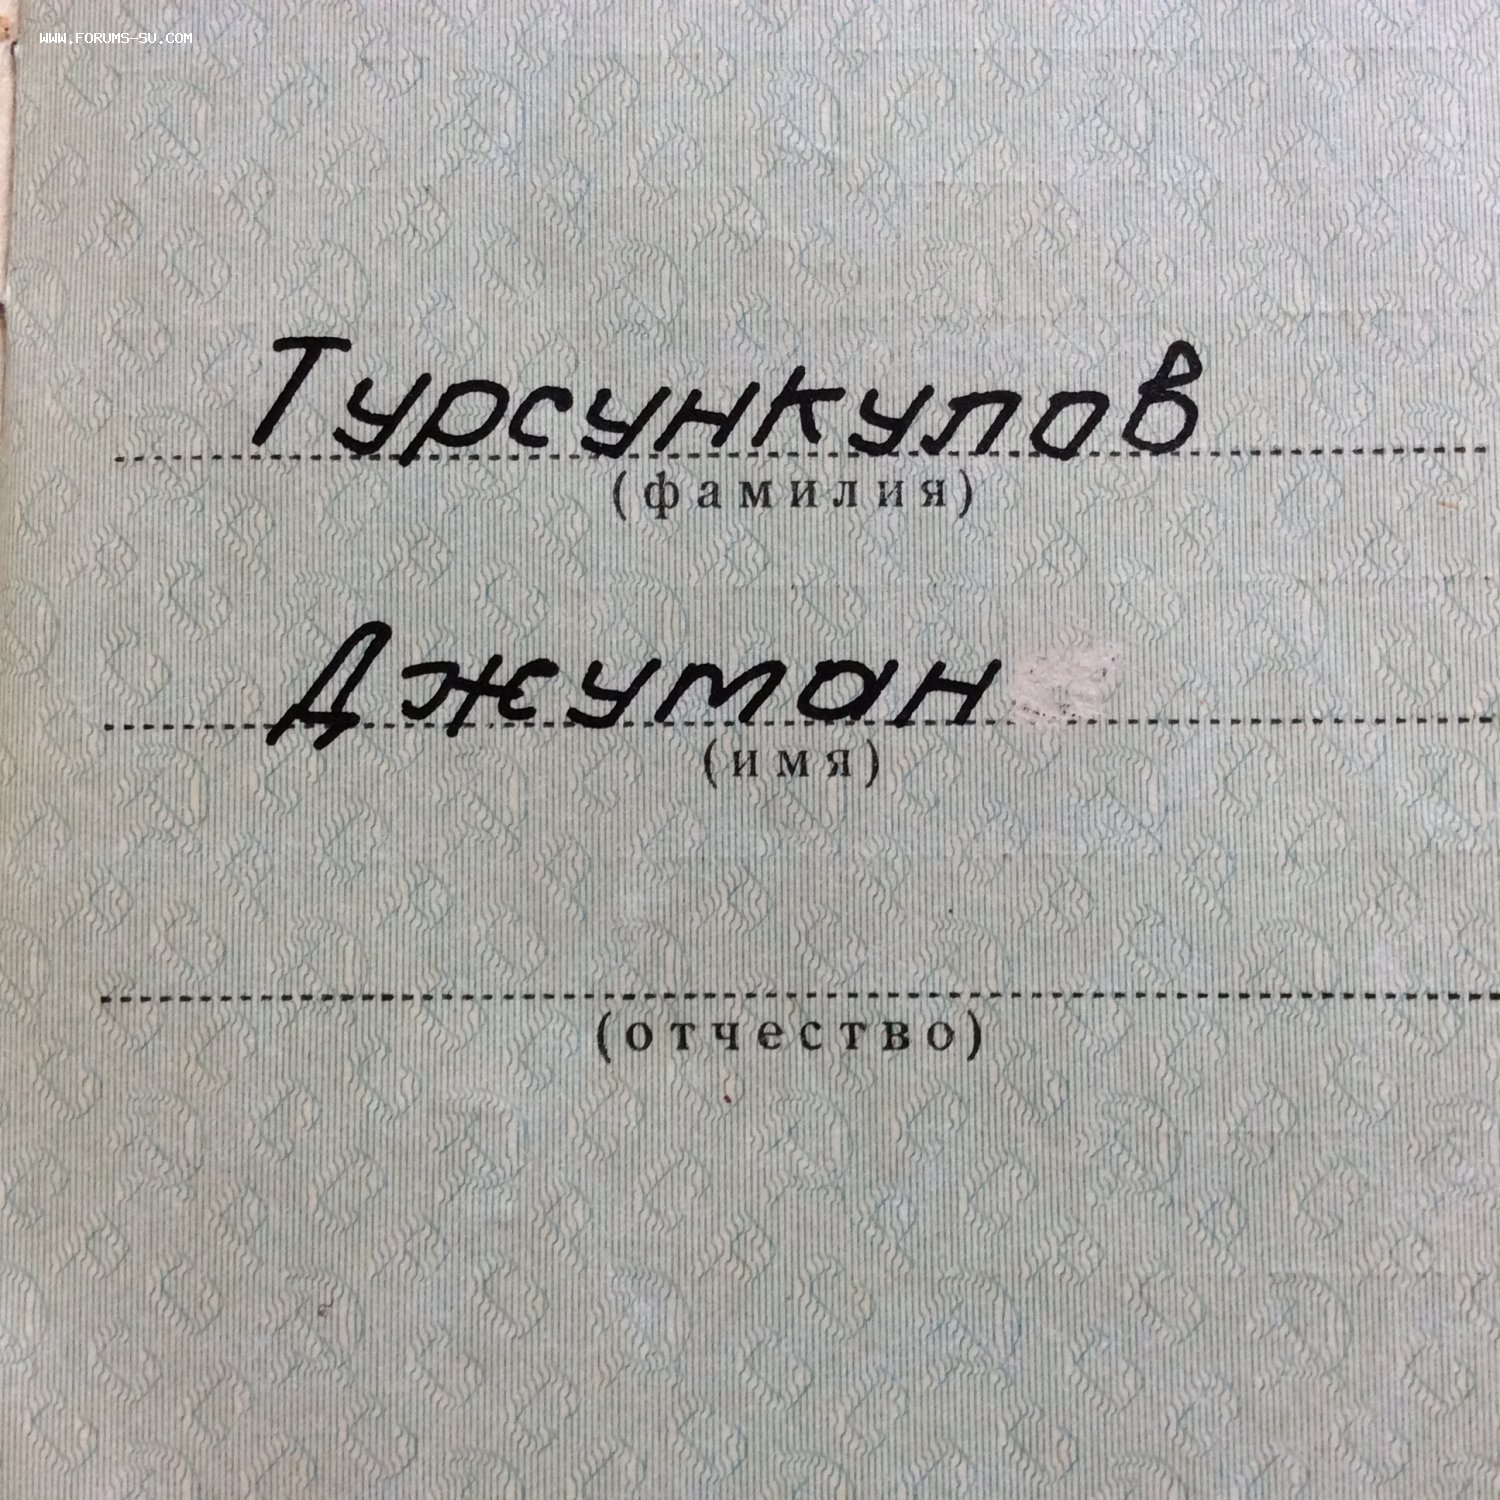 WWW.FORUMS-SU.COM
Турсункулов
(фамилия)
Джуман
(имя)
(отчество)